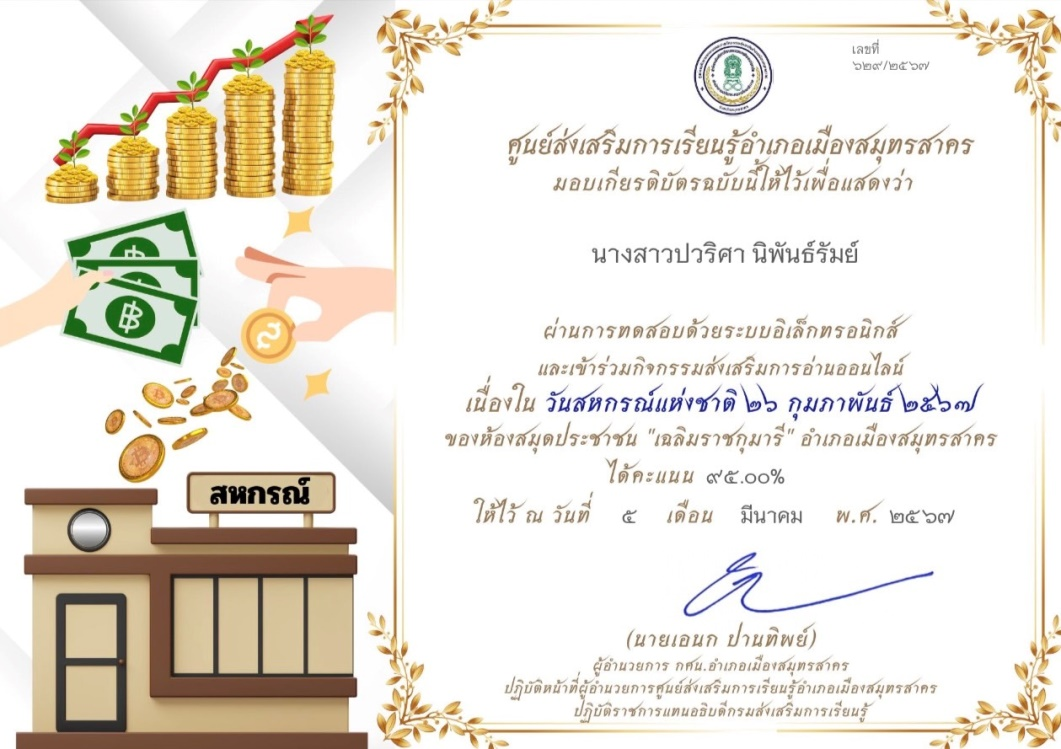 เลขที่
๖๒๙/๒๕๖๗
ศูนย์ส่งเสริมการเรียนรู้อำเภอเมืองสมุทรสาคร
มอบเกียรติบัตรฉบับนี้ให้ไว้เพื่อแสดงว่า
นางสาวปวริศา นิพันธ์รัมย์
ผ่านการทดสอบด้วยระบบอิเล็กทรอนิกส์
และเข้าร่วมกิจกรรมส่งเสริมการอ่านออนไลน์
เนื่องใน วันสหกรณ์แห่งชาติ ๒๖ กุมภาพันธ์ ๒๕๖๗
ของห้องสมุดประชาชน "เฉลิมราชกุมารี" อำเภอเมืองสมุทรสาคร
ได้คะแนน ๙๕.๐๐%
ให้ไว้ ณ วันที่ ๕ เดือน มีนาคม พ.ศ. ๒๕๖๗
(นายเอนก ปานทิพย์)
ผู้อำนวยการ กศน.อำเภอเมืองสมุทรสาคร
ปฏิบัติหน้าที่ผู้อำนวยการศูนย์ส่งเสริมการเรียนรู้อำเภอเมืองสมุทรสาคร
ปฏิบัติราชการแทนอธิบดีกรมส่งเสริมการเรียนรู้
สหกรณ์